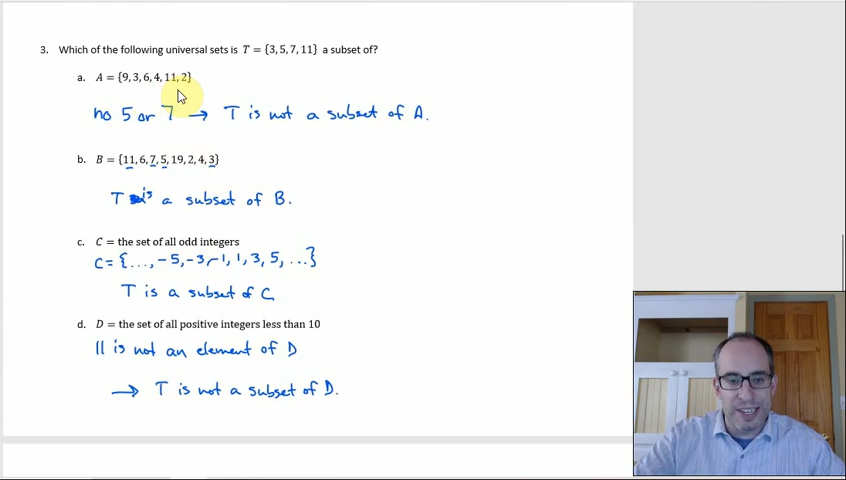 3. Which of the following universal sets is T = {3, 5, 7, 11} a subset of?
a. A = {9, 3, 6, 4, 11, 2}
no 5 or 7 → T is not a subset of A.
b. B = {11, 6, 7, 5, 19, 2, 4, 3}
T is a subset of B.
c. C = the set of all odd integers
C = {..., -5, -3, -1, 1, 3, 5, ...}
T is a subset of C
d. D = the set of all positive integers less than 10
11 is not an element of D
→ T is not a subset of D.